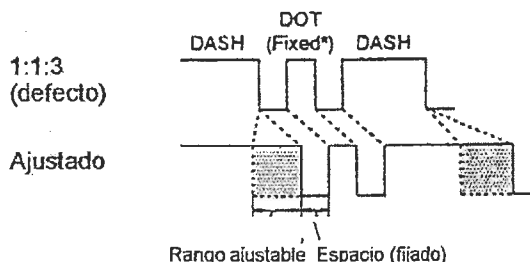 DOT
DASH (Fixed*) DASH
1:1:3
(defecto)
Ajustado
Rango ajustable Espacio (fijado)